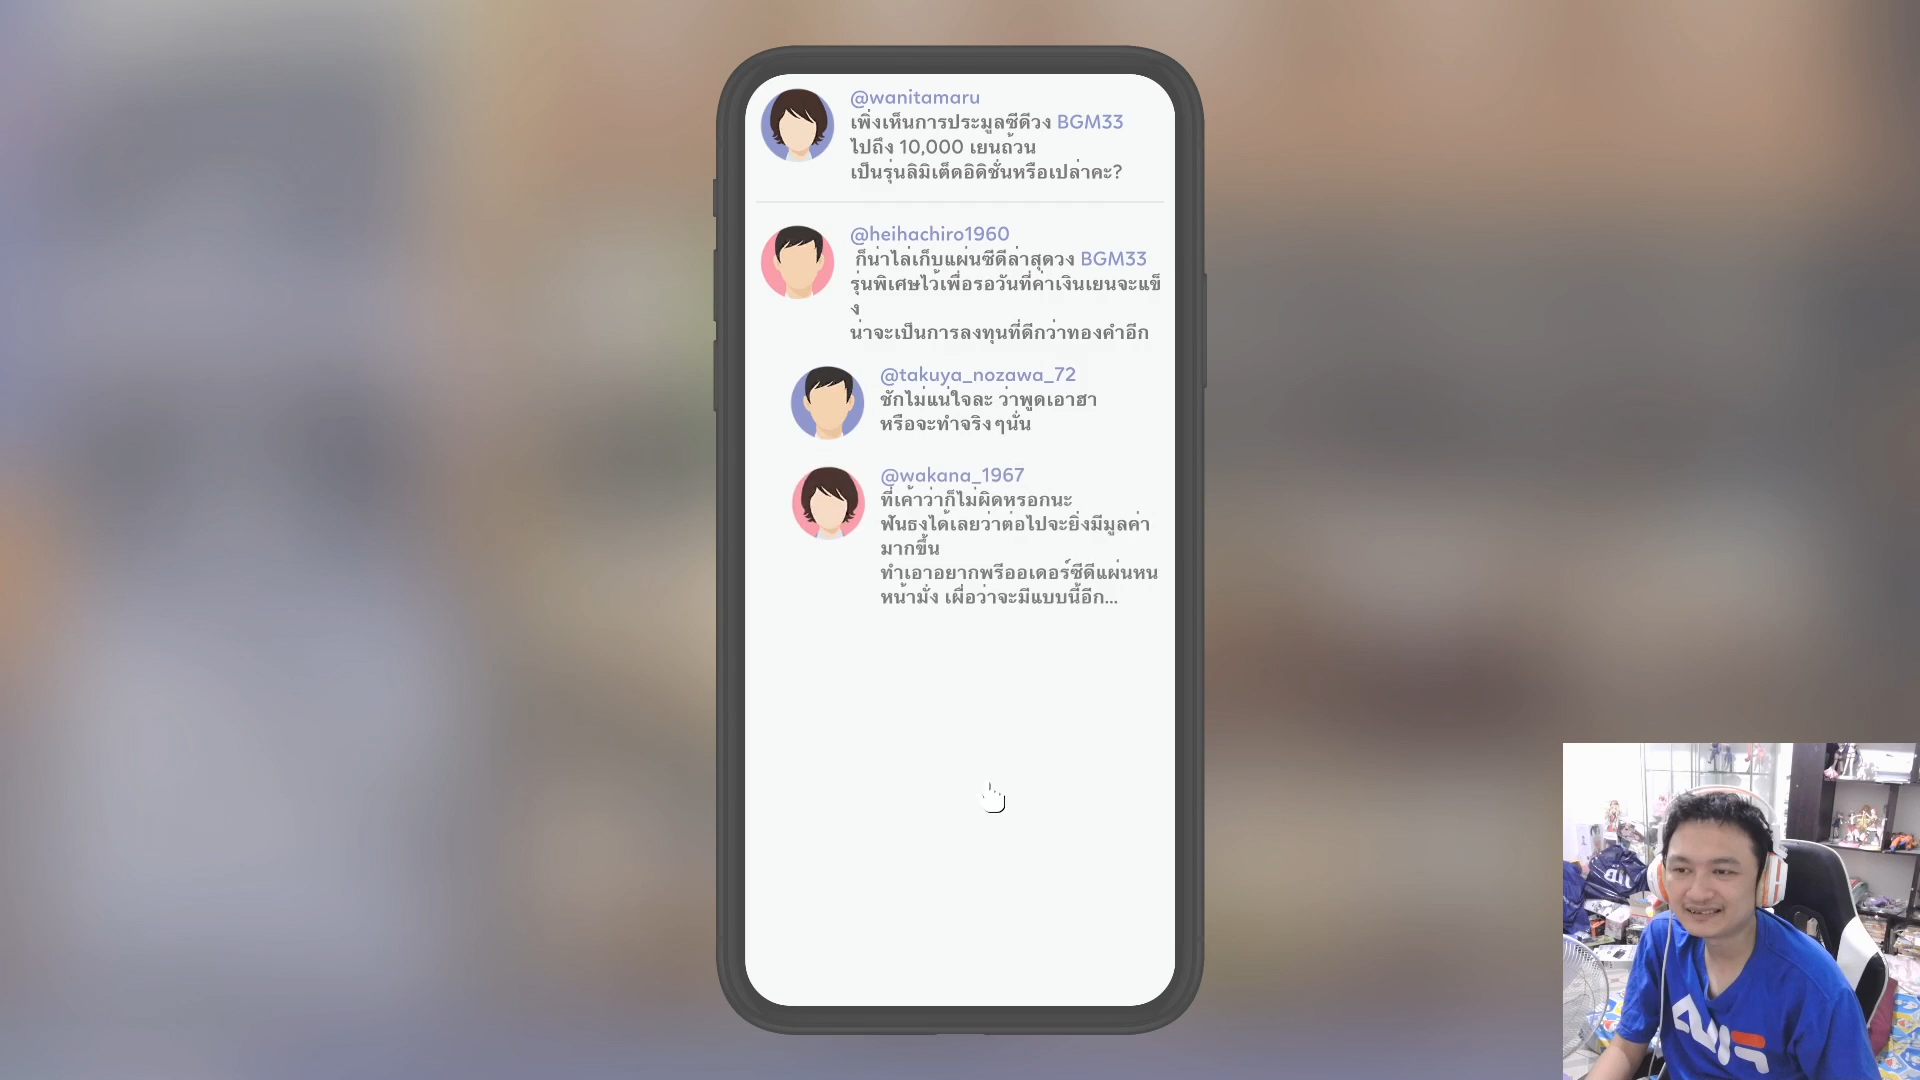 @wanitamaru
เพิ่งเห็นการประมูลซีดีวง BGM33
ไปถึง 10,000 เยนถ้วน
เป็นรุ่นลิมิเต็ดอิดิชั่นหรือเปล่าคะ?
@heihachiro1960
ก็น่าไล่เก็บแผ่นซีดีล่าสุดวง BGM33
รุ่นพิเศษไว้เพื่อรอวันที่ค่าเงินเยนจะแข็
ง
น่าจะเป็นการลงทุนที่ดีกว่าทองคำอีก
@takuya_nozawa_72
ชักไม่แน่ใจละ ว่าพูดเอาฮา
หรือจะทำจริงๆนั่น
@wakana_1967
ที่เค้าว่าก็ไม่ผิดหรอกนะ
ฟันธงได้เลยว่าต่อไปจะยิ่งมีมูลค่า
มากขึ้น
ทำเอาอยากพรีออเดอร์ซีดีแผ่นหน
หน้ามั่ง เผื่อว่าจะมีแบบนี้อีก...